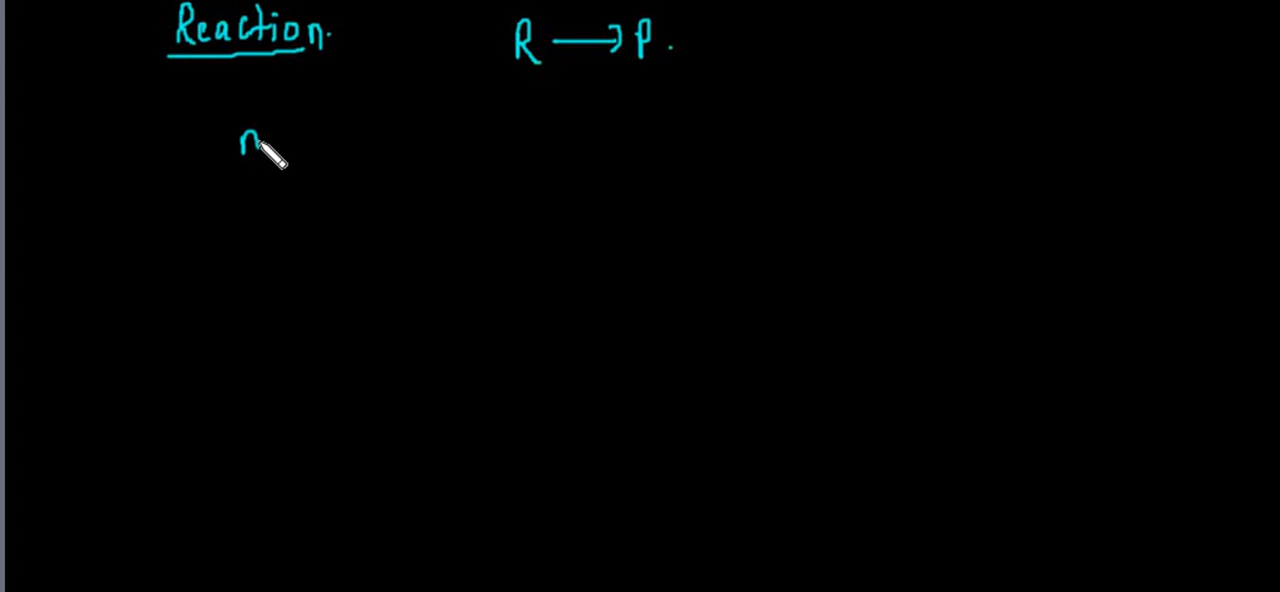 Reaction. R → P.
n